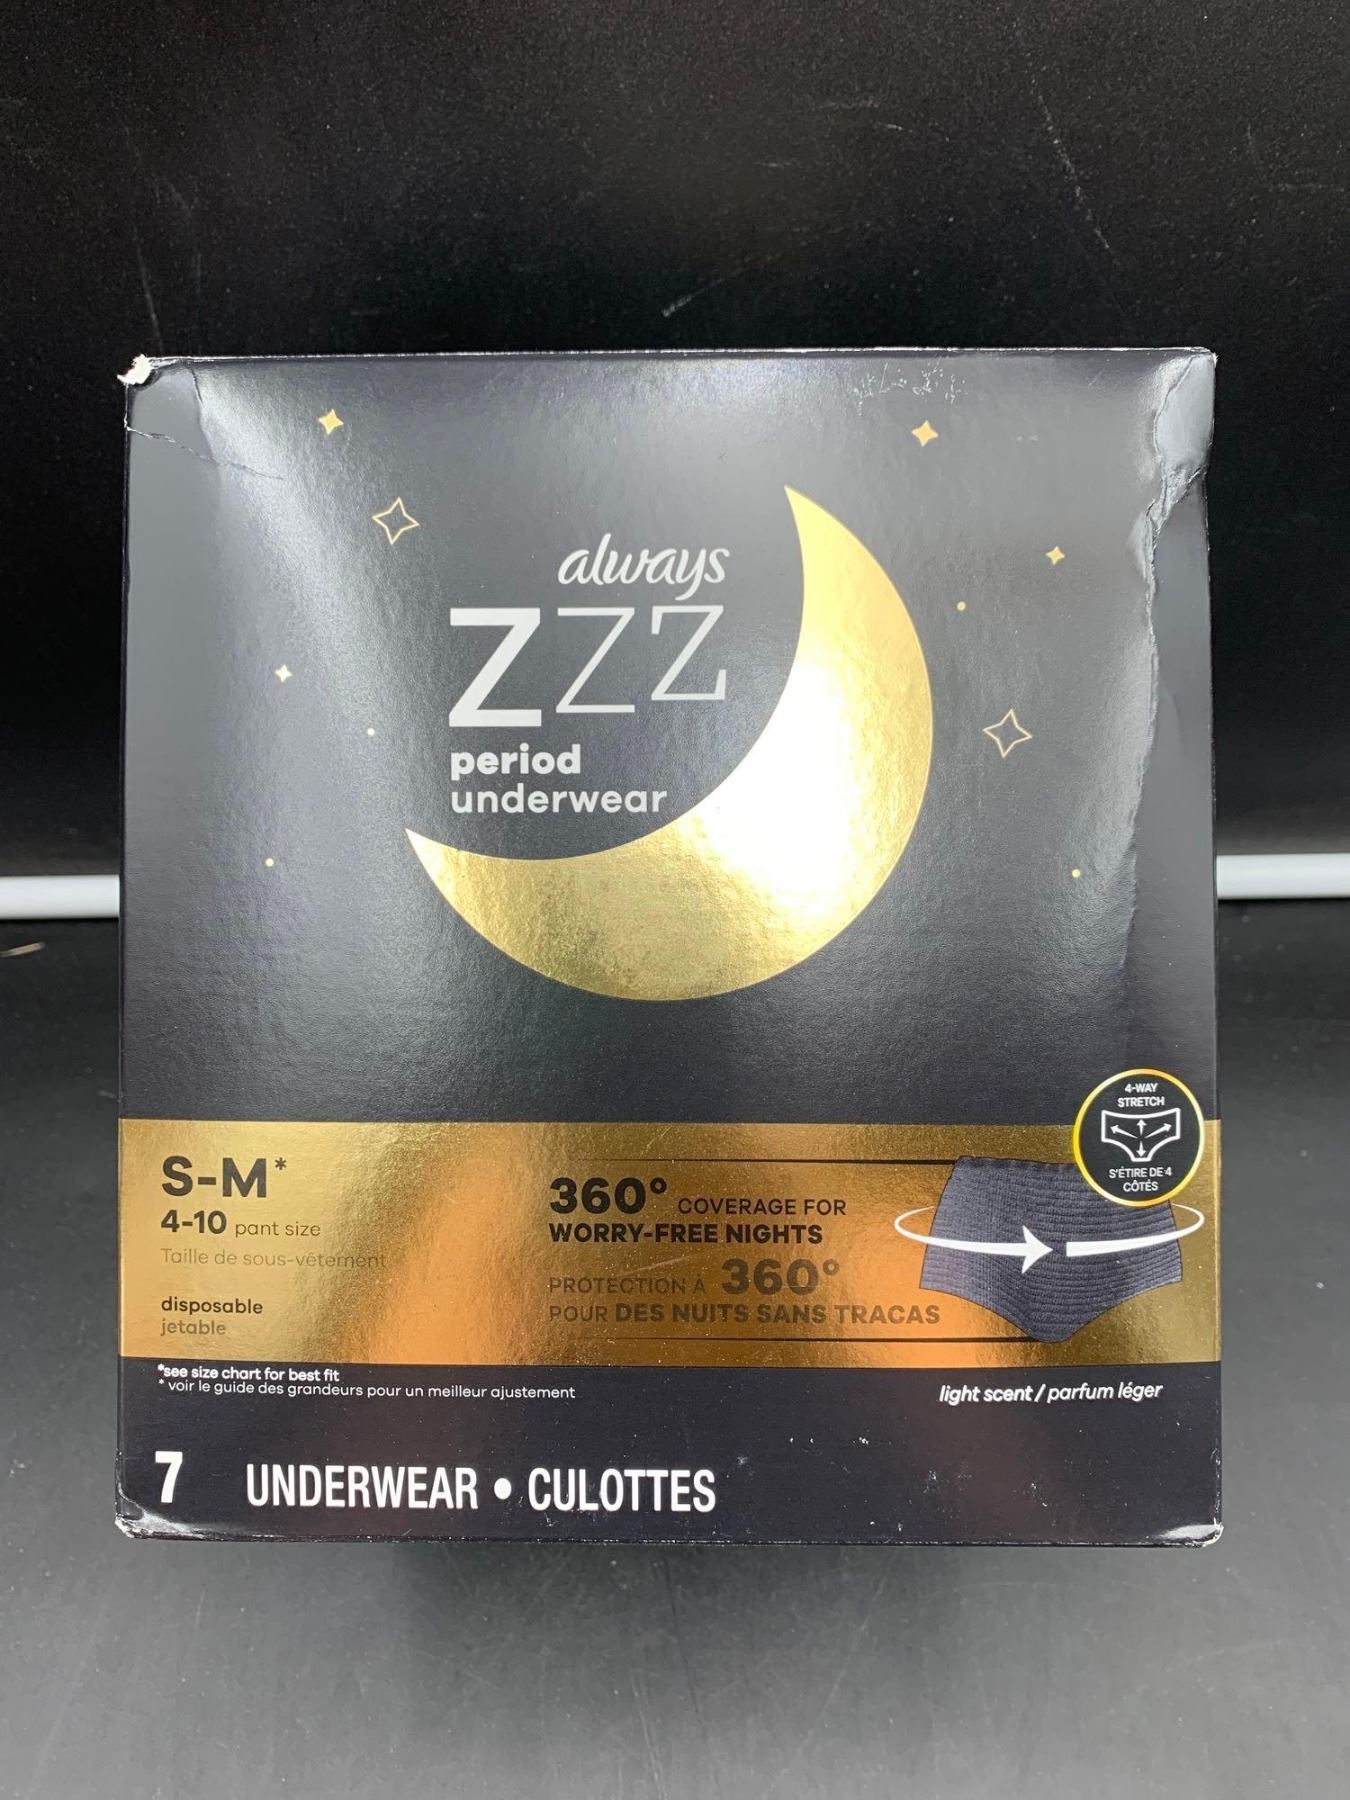 always
ZZZ
period
underwear
4-WAY
STRETCH
S'ÉTIRE DE 4
CÔTÉS
S-M*
4-10 pant size
Taille de sous-vêtement
disposable
jetable
360° COVERAGE FOR
WORRY-FREE NIGHTS
PROTECTION À 360°
POUR DES NUITS SANS TRACAS
*see size chart for best fit
* voir le guide des grandeurs pour un meilleur ajustement
light scent / parfum léger
7 UNDERWEAR • CULOTTES